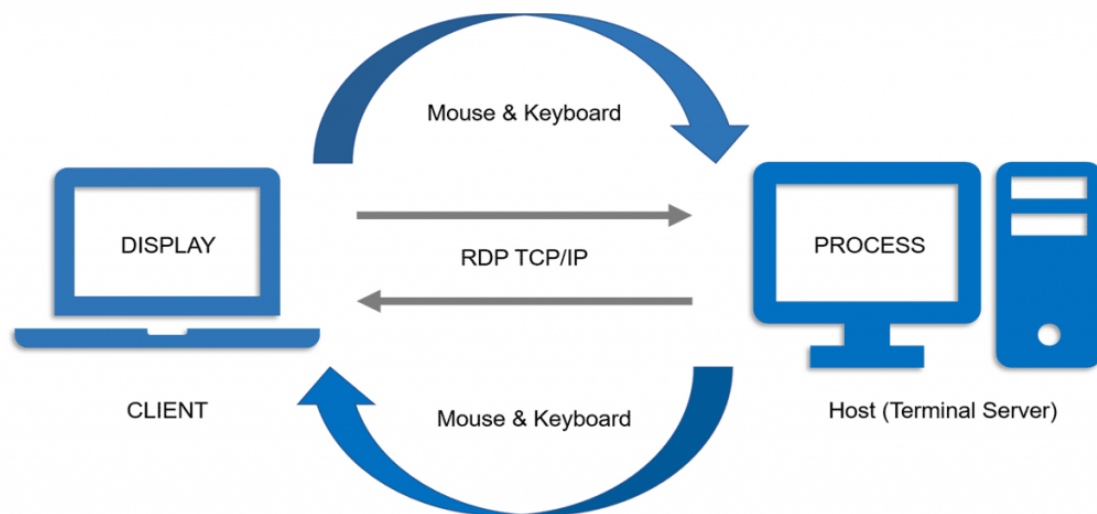 Mouse & Keyboard
DISPLAY
RDP TCP/IP
PROCESS
CLIENT
Mouse & Keyboard
Host (Terminal Server)